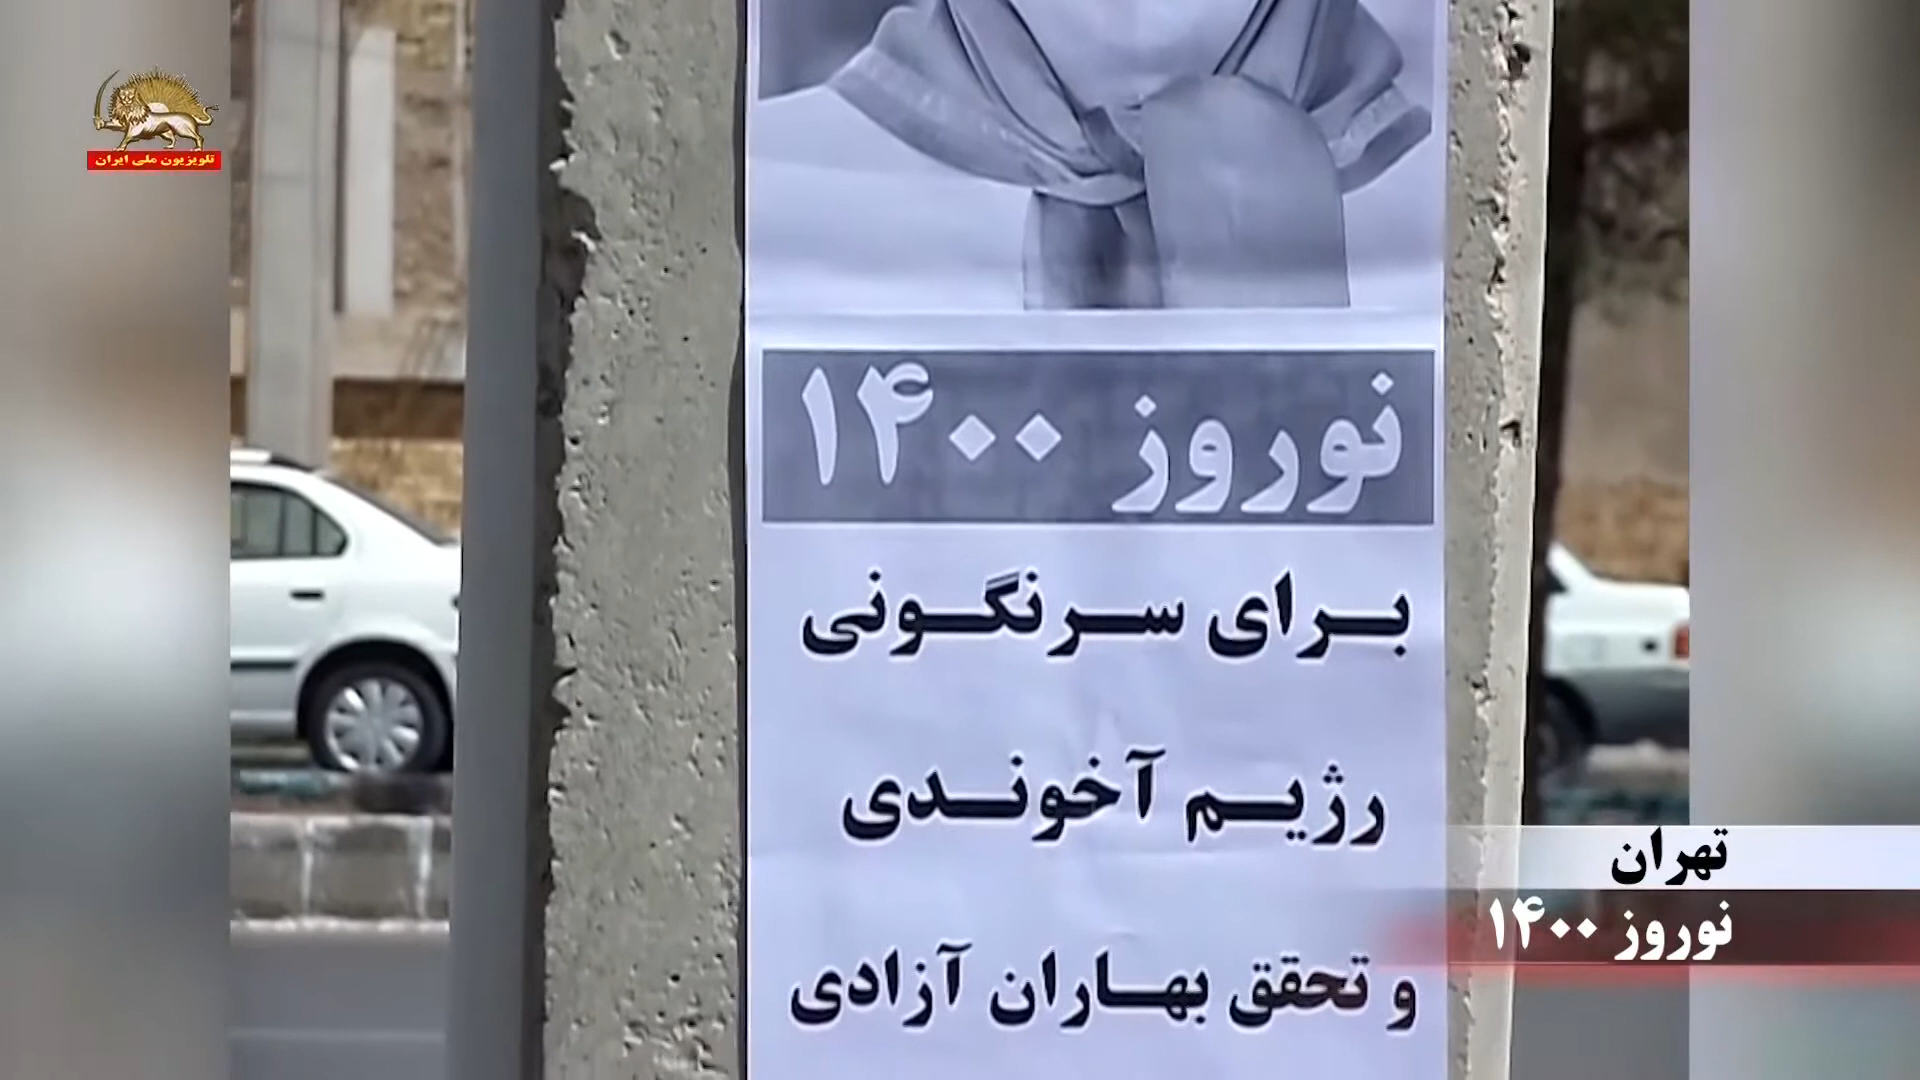 تلویزیون ملی ایران
نوروز ۱۴۰۰
برای سرنگونی
رژیم آخوندی
و تحقق بهاران آزادی
تهران
نوروز ۱۴۰۰